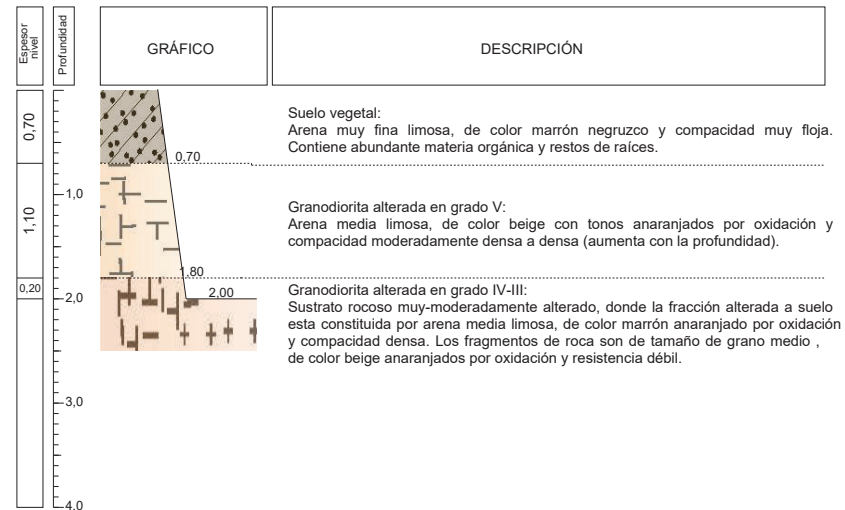 Espesor
nivel
Profundidad
GRÁFICO
DESCRIPCIÓN
0,70
0,70
Suelo vegetal:
Arena muy fina limosa, de color marrón negruzco y compacidad muy floja.
Contiene abundante materia orgánica y restos de raíces.
1,0
1,10
Granodiorita alterada en grado V:
Arena media limosa, de color beige con tonos anaranjados por oxidación y
compacidad moderadamente densa a densa (aumenta con la profundidad).
1,80
0,20
2,0
2,00
Granodiorita alterada en grado IV-III:
Sustrato rocoso muy-moderadamente alterado, donde la fracción alterada a suelo
esta constituida por arena media limosa, de color marrón anaranjado por oxidación
y compacidad densa. Los fragmentos de roca son de tamaño de grano medio ,
de color beige anaranjados por oxidación y resistencia débil.
3,0
4,0